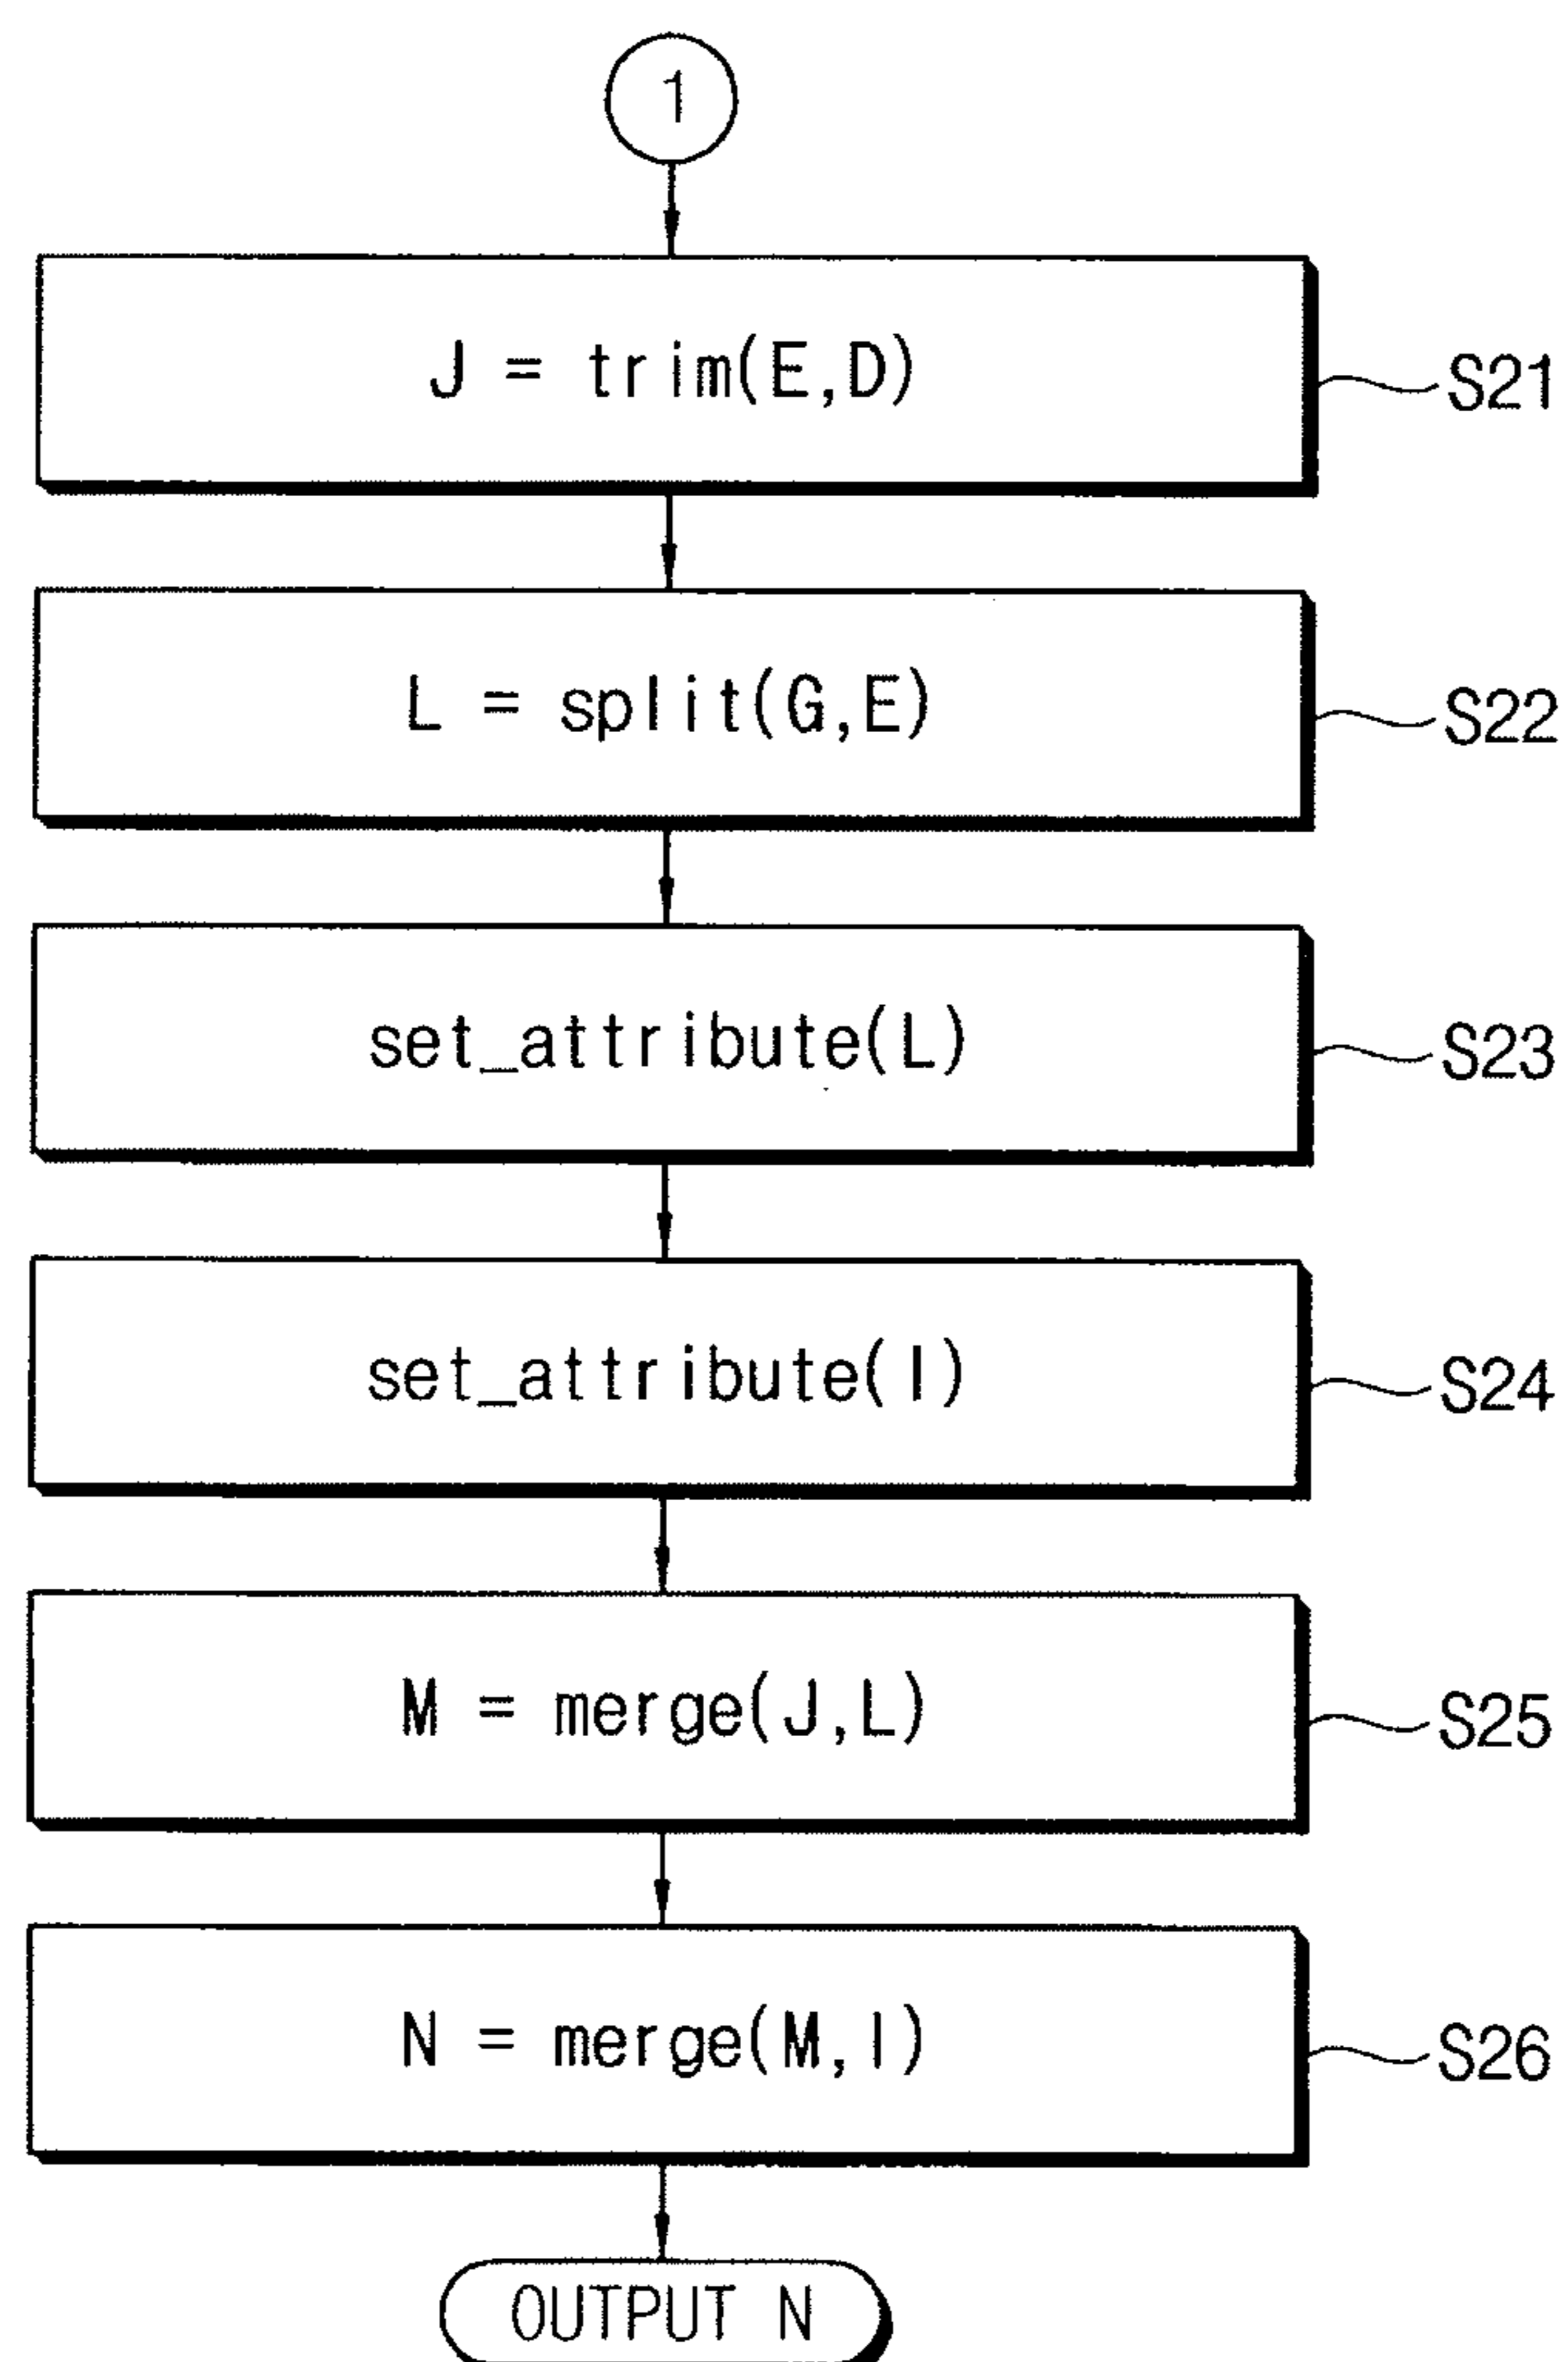 1
J = trim(E,D)
S21
L = split(G,E)
S22
set_attribute(L)
S23
set_attribute(I)
S24
M = merge(J,L)
S25
N = merge(M,I)
S26
OUTPUT N